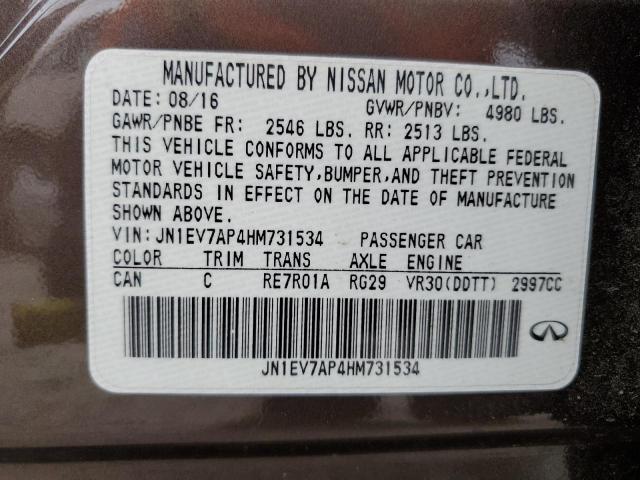 MANUFACTURED BY NISSAN MOTOR CO.,LTD.
DATE: 08/16 GVWR/PNBV: 4980 LBS.
GAWR/PNBE FR: 2546 LBS. RR: 2513 LBS.
THIS VEHICLE CONFORMS TO ALL APPLICABLE FEDERAL
MOTOR VEHICLE SAFETY,BUMPER,AND THEFT PREVENTION
STANDARDS IN EFFECT ON THE DATE OF MANUFACTURE
SHOWN ABOVE.
VIN:JN1EV7AP4HM731534 PASSENGER CAR
COLOR TRIM TRANS AXLE ENGINE
CAN C RE7R01A RG29 VR30(DDTT) 2997CC
JN1EV7AP4HM731534